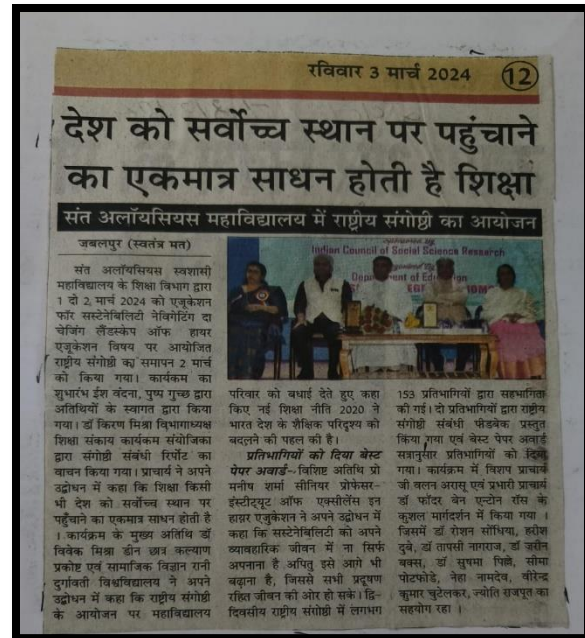 रविवार 3 मार्च 2024
12
देश को सर्वोच्च स्थान पर पहुंचाने
का एकमात्र साधन होती है शिक्षा
संत अलॉयसियस महाविद्यालय में राष्ट्रीय संगोष्ठी का आयोजन
जबलपुर (स्वतंत्र मत)
संत अलॉयसियस स्वशासी
महाविद्यालय के शिक्षा विभाग द्वारा
1 दो 2 मार्च 2024 को एजूकेशन
फॉर सस्टेनेबिलिटी नेविगेटिंग दा
चेजिंग लैंडस्केप ऑफ हायर
एजूकेशन विषय पर आयोजित
राष्ट्रीय संगोष्ठी का समापन 2 मार्च
को किया गया। कार्यकम का
शुभारंभ ईश वंदना, पुष्प गुच्छ द्वारा
अतिथियों के स्वागत द्वारा किया
गया। डॉ किरण मिश्रा विभागाध्यक्ष
शिक्षा संकाय कार्यकम संयोजिका
द्वारा संगोष्ठी संबंधी रिर्पोट का
वाचन किया गया। प्राचार्य ने अपने
उद्बोधन में कहा कि शिक्षा किसी
भी देश को सर्वोच्च स्थान पर
पहुँचाने का एकमात्र साधन होती है
। कार्यक्रम के मुख्य अतिथि डॉ
विवेक मिश्रा डीन छात्र कल्याण
प्रकोष्ट एवं सामाजिक विज्ञान रानी
दुर्गावती विश्वविद्यालय ने अपने
उद्बोधन में कहा कि राष्ट्रीय संगोष्ठी
के आयोजन पर महाविद्यालय
Indian Council of Social Science Research
Department of Education
परिवार को बधाई देते हुए कहा
किए नई शिक्षा नीति 2020 ने
भारत देश के शैक्षिक परिदृश्य को
बदलने की पहल की है।
प्रतिभागियों को दिया बेस्ट
पेपर अवार्ड~विशिष्ट अतिथि प्रो
मनीष शर्मा सीनियर प्रोफेसर-
इंस्टीट्यूट ऑफ एक्सीलेंस इन
हाय़र एजुकेशन ने अपने उद्बोधन में
कहा कि सस्टेनेबिलिटी को अपने
व्यावहारिक जीवन में ना सिर्फ
अपनाना है अपितु इसे आगे भी
बढ़ाना है, जिससे सभी प्रदूषण
रहित जीवन की ओर हो सकें। द्वि-
दिवसीय राष्ट्रीय संगोष्ठी में लगभग
153 प्रतिभागियों द्वारा सहभागिता
की गई। दो प्रतिभागियों द्वारा राष्ट्रीय
संगोष्ठी संबंधी फीडबेक प्रस्तुत
किया गया एवं बेस्ट पेपर अवार्ड
सत्रानुसार प्रतिभागियों को दिया
गया। कार्यक्रम में विशप प्राचार्य
जी वलन अरासू एवं प्रभारी प्राचार्य
डॉ फॉदर बेन एन्टोन रॉस के
कुशल मार्गदर्शन में किया गया ।
जिसमें डॉ रोशन सोंधिया, हरीश
दुबे, डॉ तापसी नागराज, डॉ जरीन
बक्स, डॉ सुषमा पिल्लै, सीमा
पोटफोडे, नेहा नामदेव, वीरेन्द्र
कुमार चुटेलकर, ज्योति राजपूत का
सहयोग रहा ।